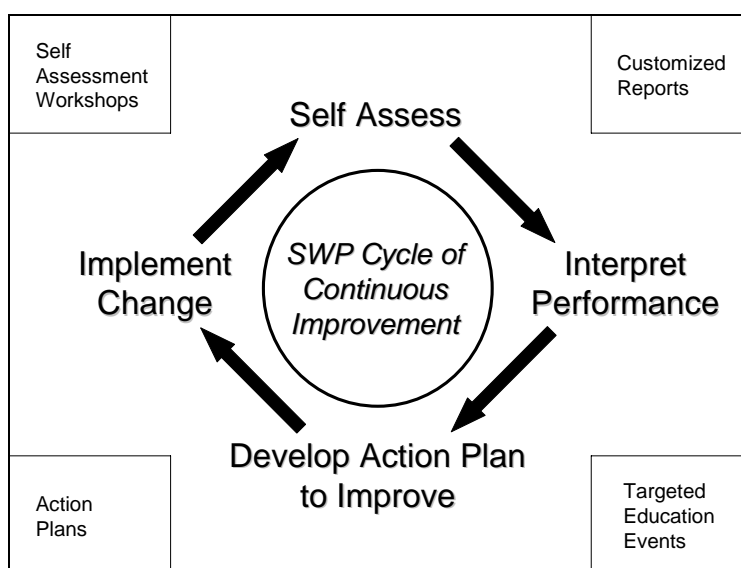 Self
Assessment
Workshops
Customized
Reports
Self Assess
Implement
Change
SWP Cycle of
Continuous
Improvement
Interpret
Performance
Develop Action Plan
to Improve
Action
Plans
Targeted
Education
Events